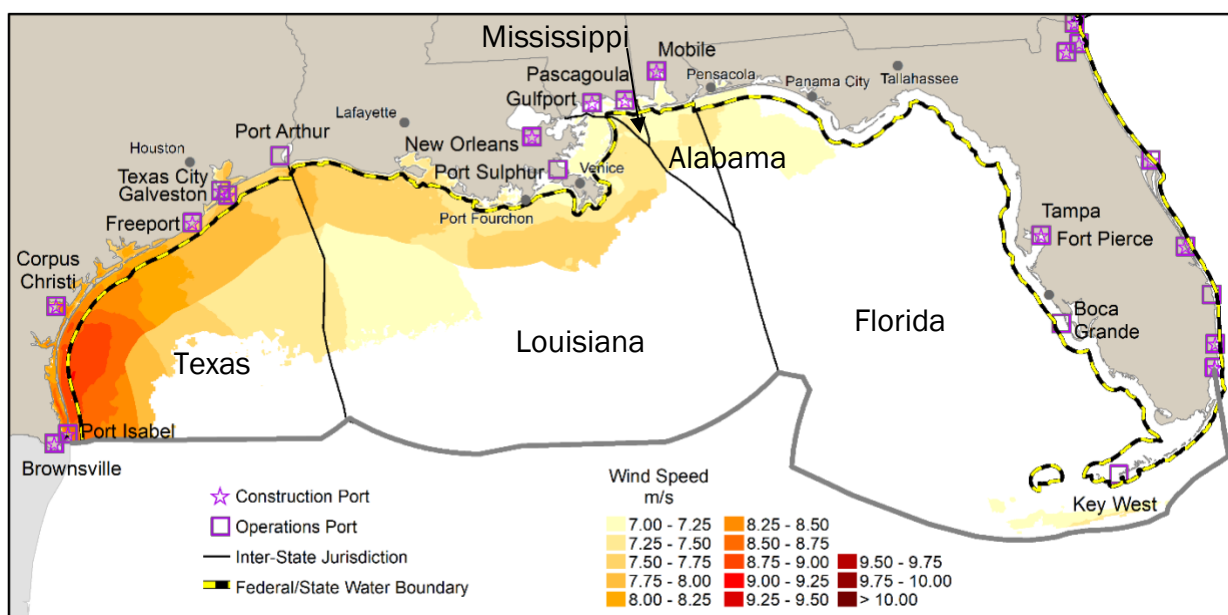 Mississippi
Mobile
Pascagoula
Pensacola
Panama City
Tallahassee
Gulfport
Lafayette
Port Arthur
New Orleans
Houston
Alabama
Texas City
Port Sulphur
Venice
Galveston
Port Fourchon
Freeport
Tampa
Fort Pierce
Corpus
Christi
Boca
Grande
Florida
Louisiana
Texas
Port Isabel
Brownsville
Key West
Construction Port
Operations Port
Inter-State Jurisdiction
Federal/State Water Boundary
Wind Speed
m/s
7.00 - 7.25
7.25 - 7.50
7.50 - 7.75
7.75 - 8.00
8.00 - 8.25
8.25 - 8.50
8.50 - 8.75
8.75 - 9.00
9.00 - 9.25
9.25 - 9.50
9.50 - 9.75
9.75 - 10.00
> 10.00